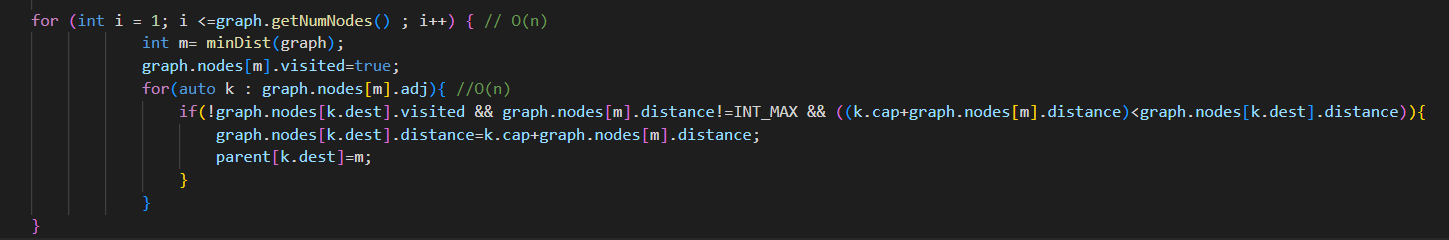 for (int i = 1; i <=graph.getNumNodes() ; i++) { // O(n)
int m= minDist(graph);
graph.nodes[m].visited=true;
for(auto k : graph.nodes[m].adj){ //O(n)
if(!graph.nodes[k.dest].visited && graph.nodes[m].distance!=INT_MAX && ((k.cap+graph.nodes[m].distance)<graph.nodes[k.dest].distance)){
graph.nodes[k.dest].distance=k.cap+graph.nodes[m].distance;
parent[k.dest]=m;
}
}
}